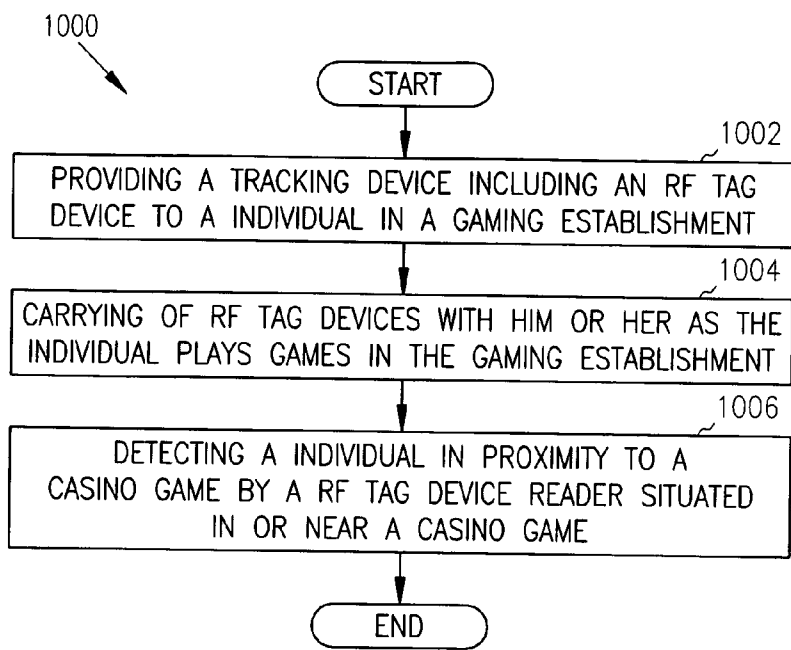 1000
START
1002
PROVIDING A TRACKING DEVICE INCLUDING AN RF TAG
DEVICE TO A INDIVIDUAL IN A GAMING ESTABLISHMENT
1004
CARRYING OF RF TAG DEVICES WITH HIM OR HER AS THE
INDIVIDUAL PLAYS GAMES IN THE GAMING ESTABLISHMENT
1006
DETECTING A INDIVIDUAL IN PROXIMITY TO A
CASINO GAME BY A RF TAG DEVICE READER SITUATED
IN OR NEAR A CASINO GAME
END